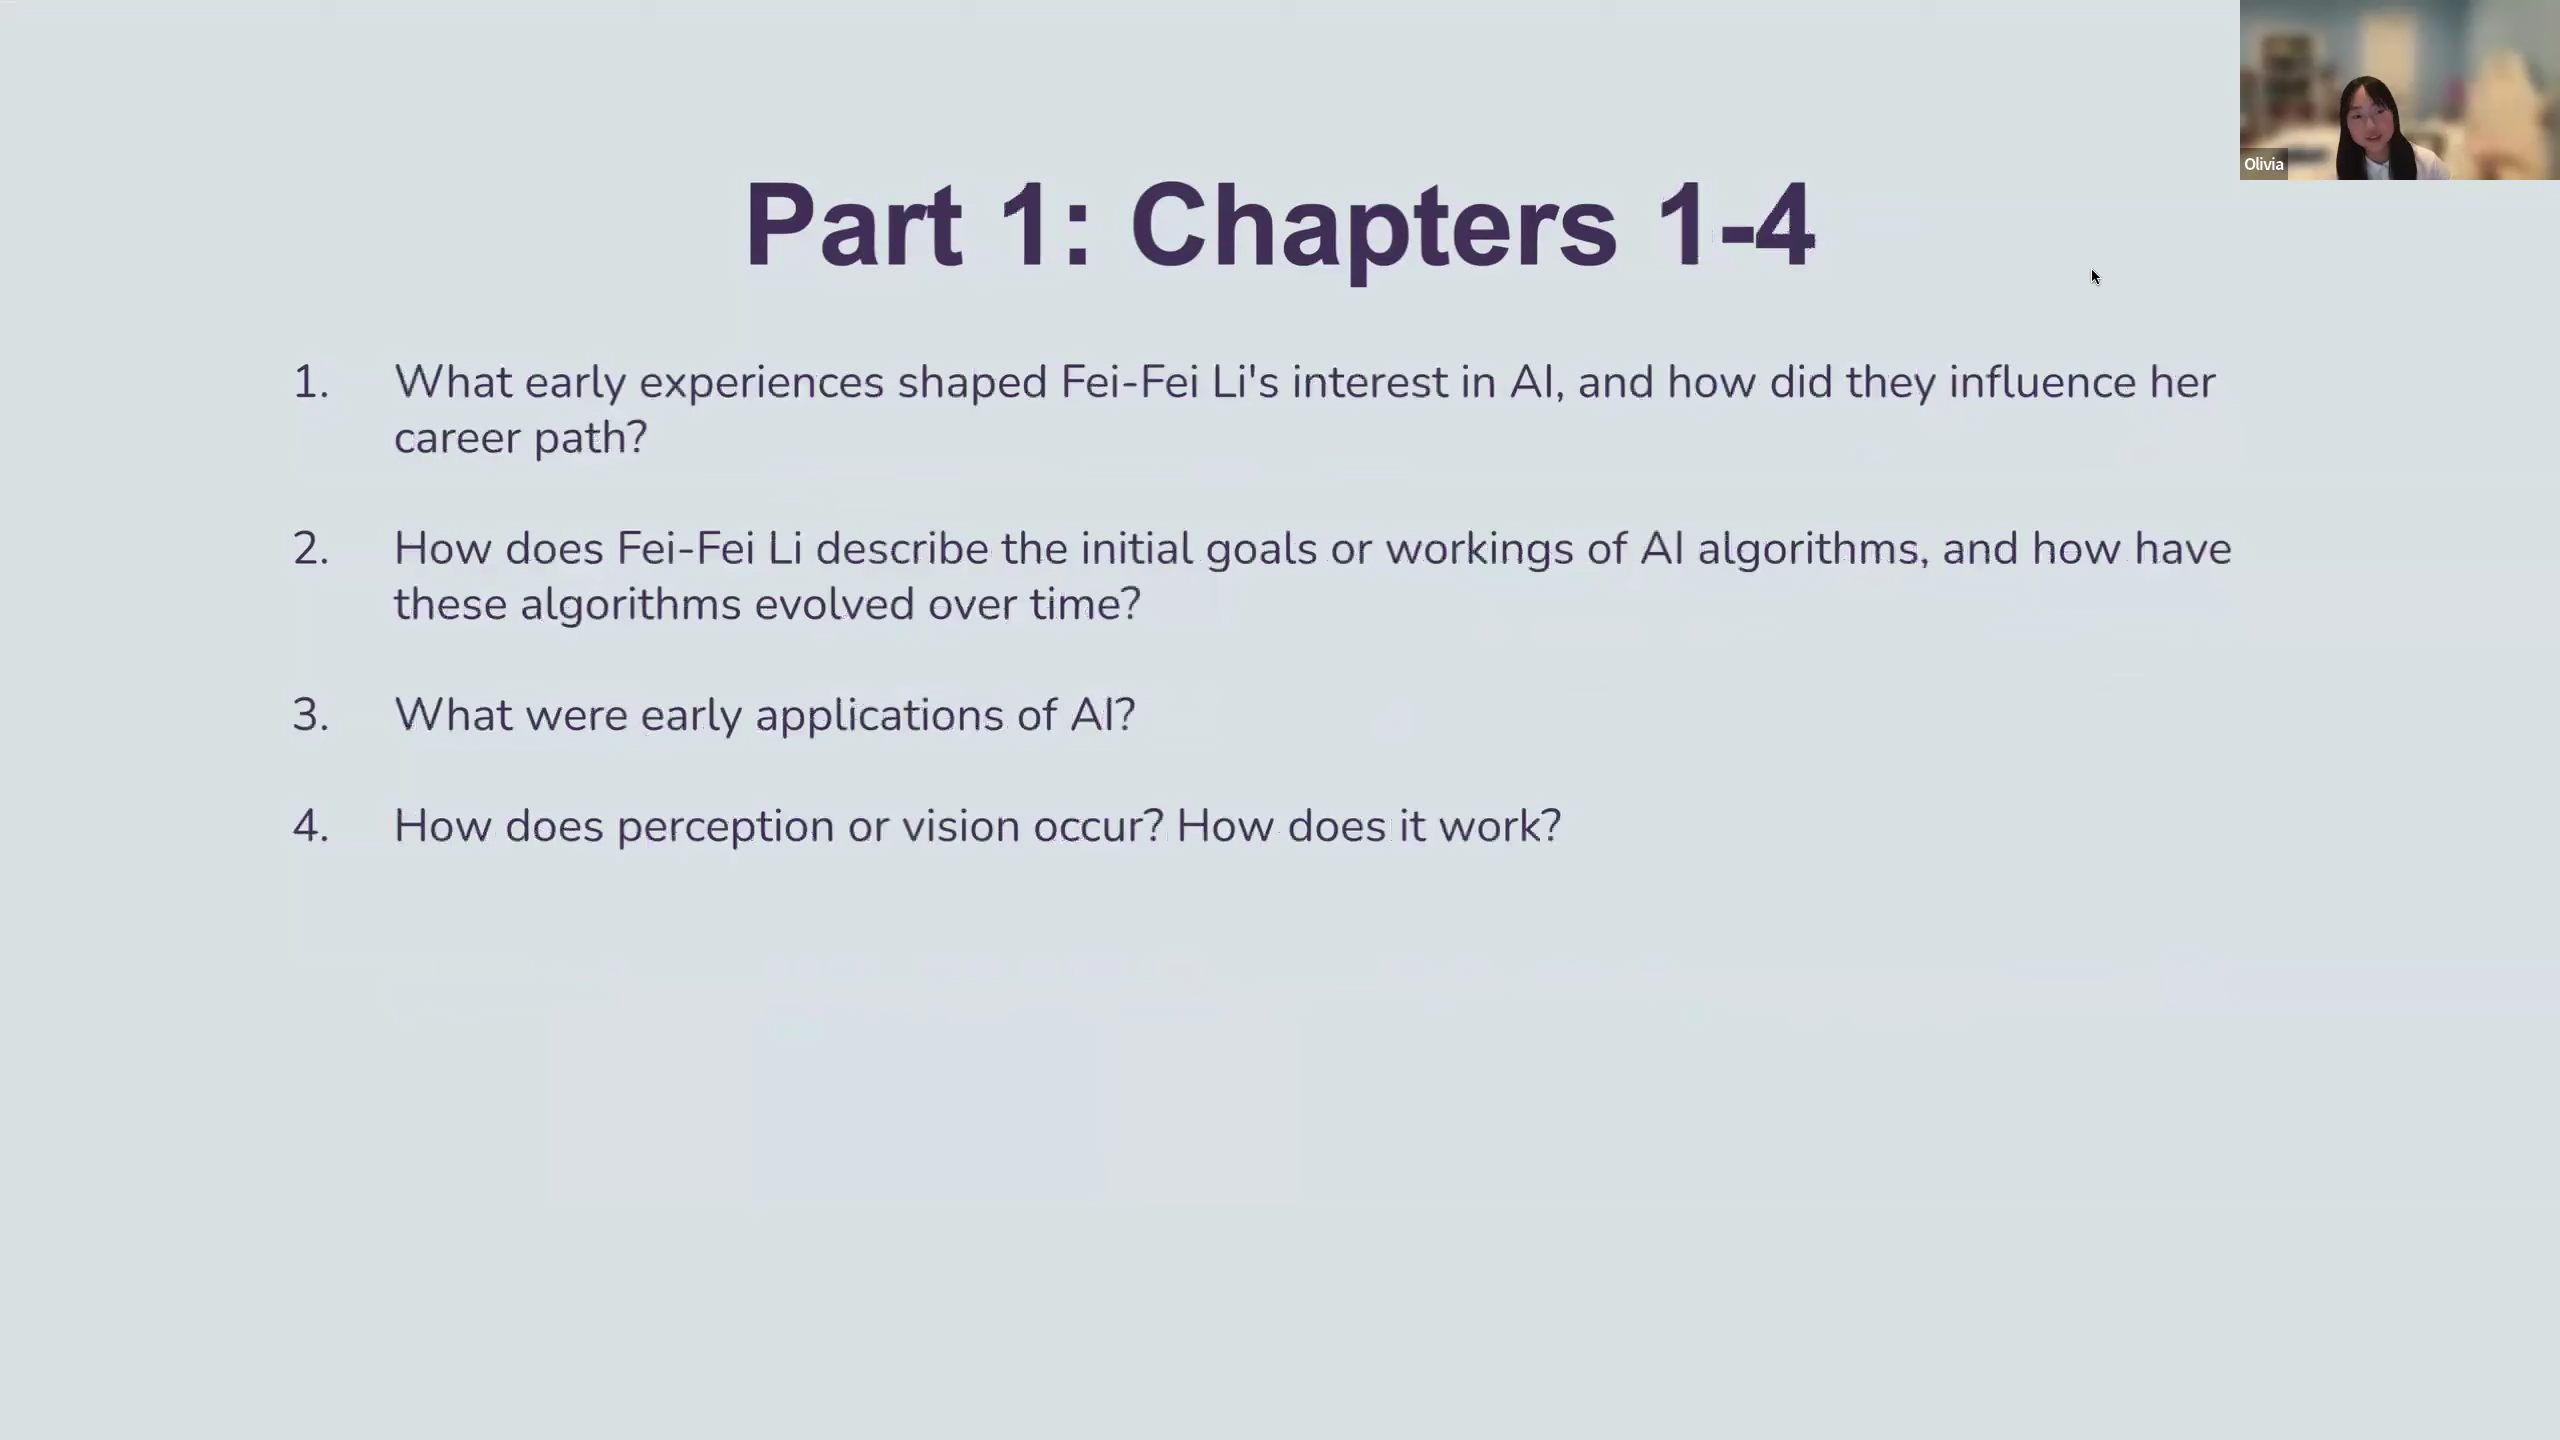 Olivia
Part 1: Chapters 1-4
1. What early experiences shaped Fei-Fei Li's interest in AI, and how did they influence her
career path?
2. How does Fei-Fei Li describe the initial goals or workings of AI algorithms, and how have
these algorithms evolved over time?
3. What were early applications of AI?
4. How does perception or vision occur? How does it work?